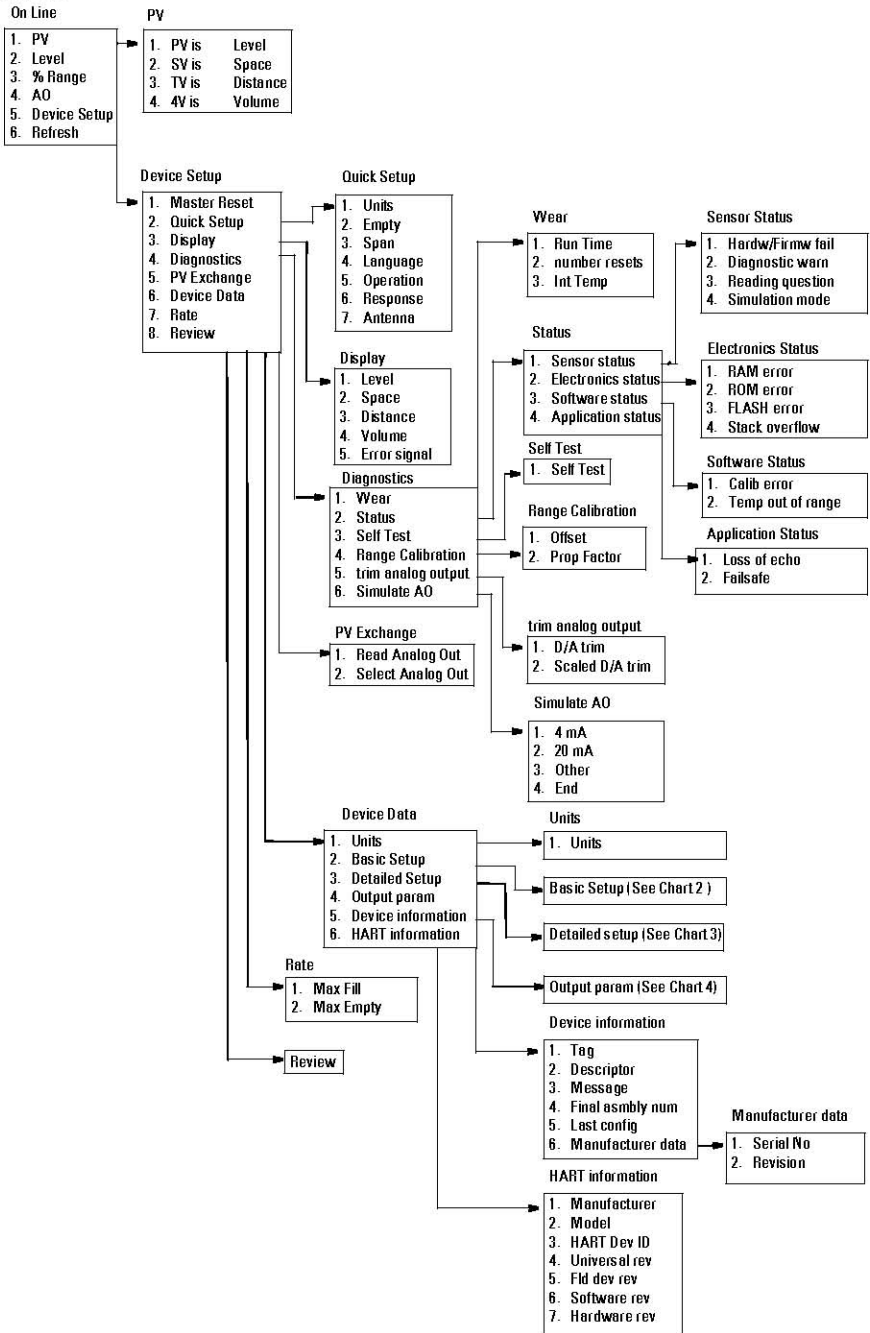 On Line
1. PV
2. Level
3. % Range
4. AO
5. Device Setup
6. Refresh
PV
1. PV is Level
2. SV is Space
3. TV is Distance
4. 4V is Volume
Device Setup
1. Master Reset
2. Quick Setup
3. Display
4. Diagnostics
5. PV Exchange
6. Device Data
7. Rate
8. Review
Quick Setup
1. Units
2. Empty
3. Span
4. Language
5. Operation
6. Response
7. Antenna
Display
1. Level
2. Space
3. Distance
4. Volume
5. Error signal
Diagnostics
1. Wear
2. Status
3. Self Test
4. Range Calibration
5. trim analog output
6. Simulate AO
PV Exchange
1. Read Analog Out
2. Select Analog Out
Wear
1. Run Time
2. number resets
3. Int Temp
Status
1. Sensor status
2. Electronics status
3. Software status
4. Application status
Self Test
1. Self Test
Range Calibration
1. Offset
2. Prop Factor
trim analog output
1. D/A trim
2. Scaled D/A trim
Simulate AO
1. 4 mA
2. 20 mA
3. Other
4. End
Sensor Status
1. Hardw/Firmw fail
2. Diagnostic warn
3. Reading question
4. Simulation mode
Electronics Status
1. RAM error
2. ROM error
3. FLASH error
4. Stack overflow
Software Status
1. Calib error
2. Temp out of range
Application Status
1. Loss of echo
2. Failsafe
Device Data
1. Units
2. Basic Setup
3. Detailed Setup
4. Output param
5. Device information
6. HART information
Rate
1. Max Fill
2. Max Empty
Review
Units
1. Units
Basic Setup (See Chart 2 )
Detailed setup (See Chart 3)
Output param (See Chart 4)
Device information
1. Tag
2. Descriptor
3. Message
4. Final asmbly num
5. Last config
6. Manufacturer data
Manufacturer data
1. Serial No
2. Revision
HART information
1. Manufacturer
2. Model
3. HART Dev ID
4. Universal rev
5. Fld dev rev
6. Software rev
7. Hardware rev